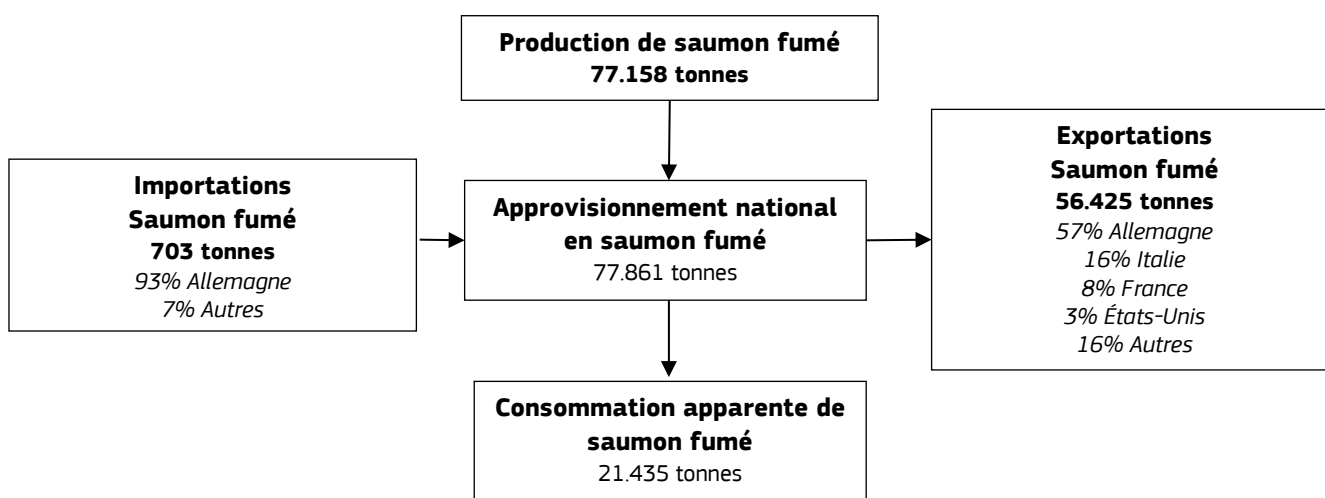 Production de saumon fumé
77.158 tonnes
Importations
Saumon fumé
703 tonnes
93% Allemagne
7% Autres
Approvisionnement national
en saumon fumé
77.861 tonnes
Exportations
Saumon fumé
56.425 tonnes
57% Allemagne
16% Italie
8% France
3% États-Unis
16% Autres
Consommation apparente de
saumon fumé
21.435 tonnes